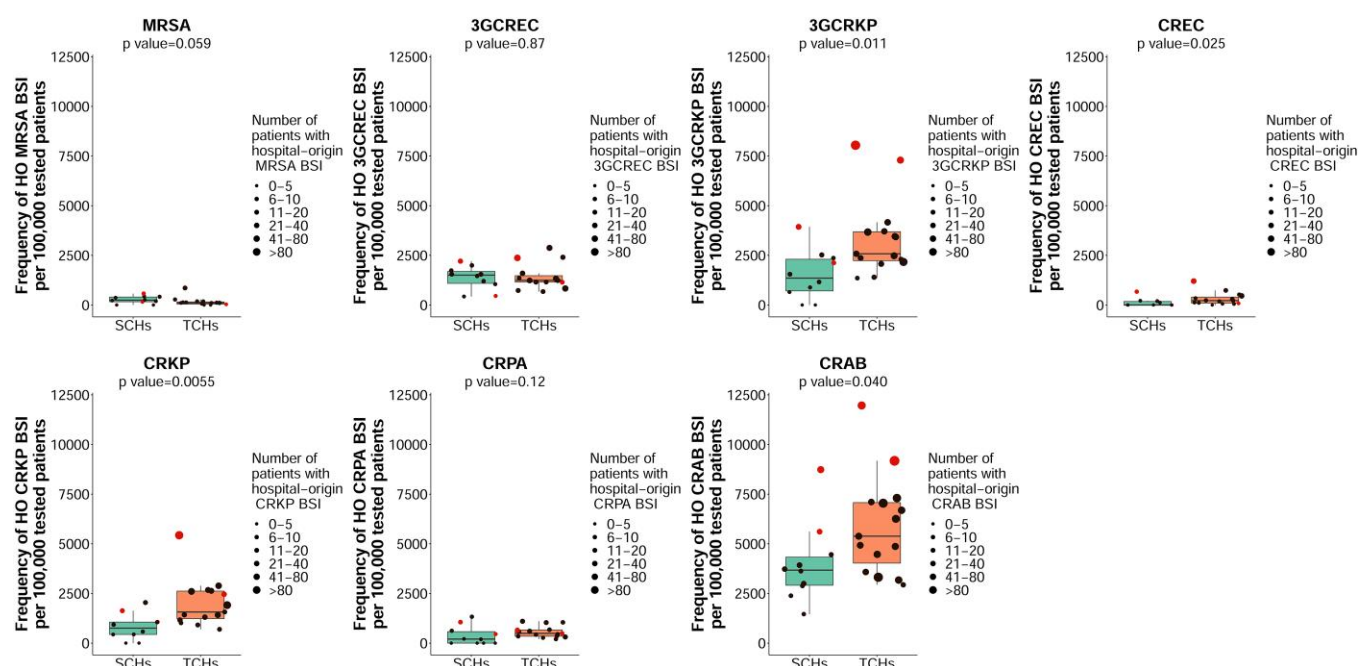 MRSA
p value=0.059
Frequency of HO MRSA BSI
per 100,000 tested patients
12500
10000
7500
5000
2500
0
SCHs TCHs
Number of
patients with
hospital−origin
MRSA BSI
0−5
6−10
11−20
21−40
41−80
>80
3GCREC
p value=0.87
Frequency of HO 3GCREC BSI
per 100,000 tested patients
12500
10000
7500
5000
2500
0
SCHs TCHs
Number of
patients with
hospital−origin
3GCREC BSI
0−5
6−10
11−20
21−40
41−80
>80
3GCRKP
p value=0.011
Frequency of HO 3GCRKP BSI
per 100,000 tested patients
12500
10000
7500
5000
2500
0
SCHs TCHs
Number of
patients with
hospital−origin
3GCRKP BSI
0−5
6−10
11−20
21−40
41−80
>80
CREC
p value=0.025
Frequency of HO CREC BSI
per 100,000 tested patients
12500
10000
7500
5000
2500
0
SCHs TCHs
Number of
patients with
hospital−origin
CREC BSI
0−5
6−10
11−20
21−40
41−80
>80
CRKP
p value=0.0055
Frequency of HO CRKP BSI
per 100,000 tested patients
12500
10000
7500
5000
2500
0
SCHs TCHs
Number of
patients with
hospital−origin
CRKP BSI
0−5
6−10
11−20
21−40
41−80
>80
CRPA
p value=0.12
Frequency of HO CRPA BSI
per 100,000 tested patients
12500
10000
7500
5000
2500
0
SCHs TCHs
Number of
patients with
hospital−origin
CRPA BSI
0−5
6−10
11−20
21−40
41−80
>80
CRAB
p value=0.040
Frequency of HO CRAB BSI
per 100,000 tested patients
12500
10000
7500
5000
2500
0
SCHs TCHs
Number of
patients with
hospital−origin
CRAB BSI
0−5
6−10
11−20
21−40
41−80
>80